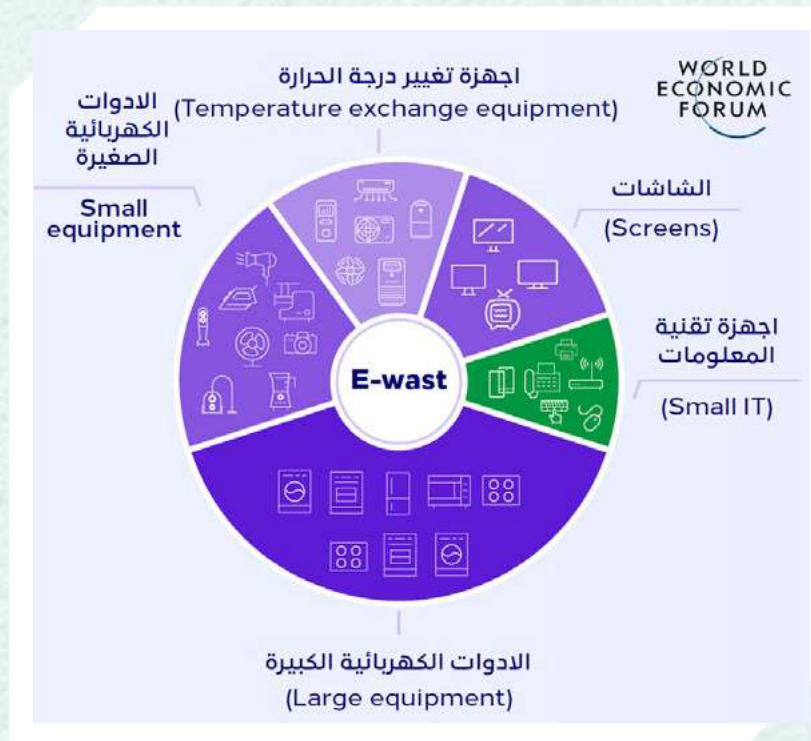 اجهزة تغيير درجة الحرارة
(Temperature exchange equipment)
WORLD
ECONOMIC
FORUM
الادوات
الكهربائية
الصغيرة
Small
equipment
الشاشات
(Screens)
اجهزة تقنية
المعلومات
(Small IT)
E-wast
الادوات الكهربائية الكبيرة
(Large equipment)